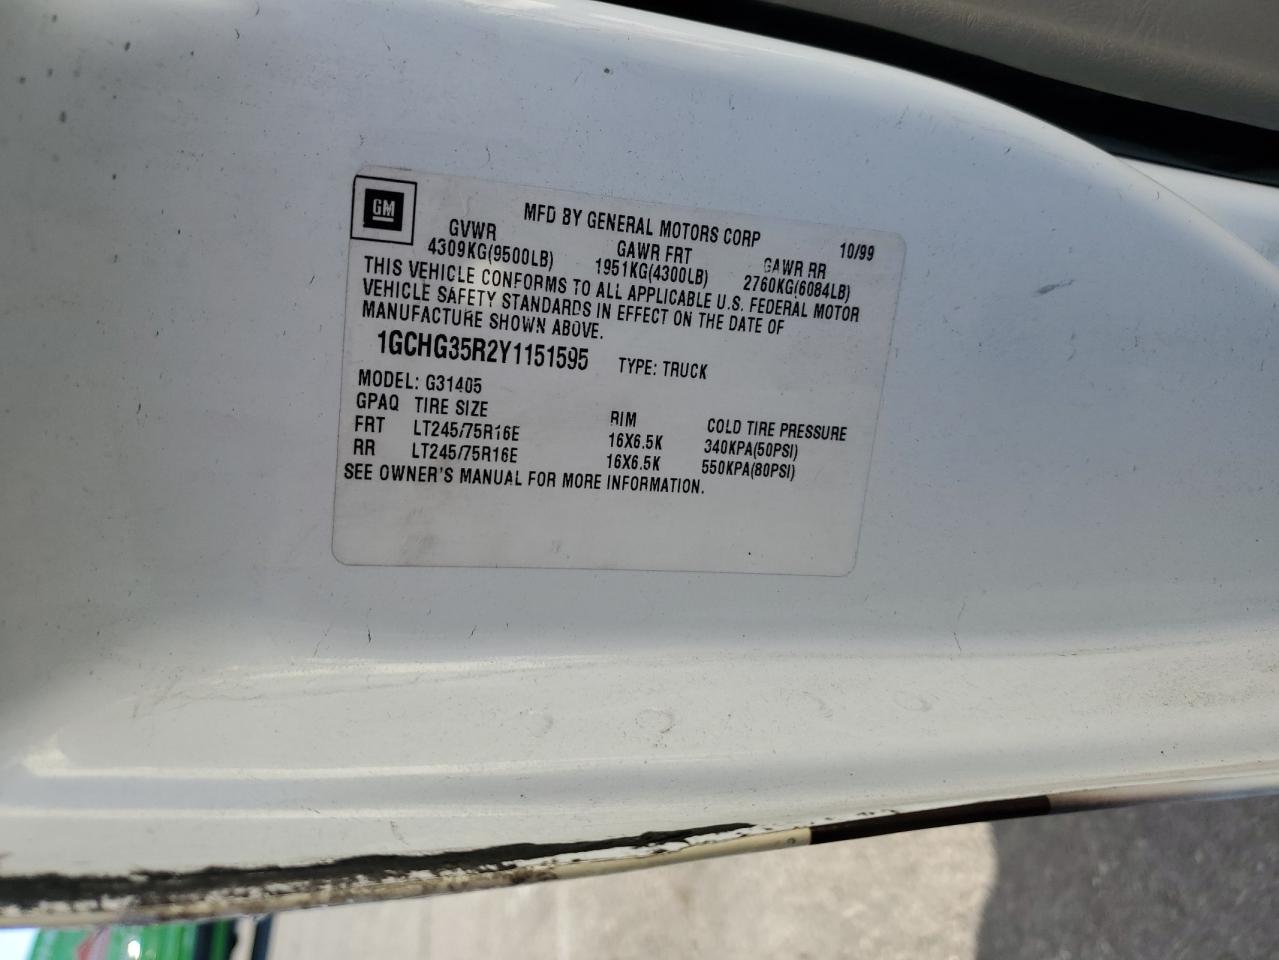 GM
MFD BY GENERAL MOTORS CORP 10/99
GVWR GAWR FRT GAWR RR
4309KG(9500LB) 1951KG(4300LB) 2760KG(6084LB)
THIS VEHICLE CONFORMS TO ALL APPLICABLE U.S. FEDERAL MOTOR
VEHICLE SAFETY STANDARDS IN EFFECT ON THE DATE OF
MANUFACTURE SHOWN ABOVE.
1GCHG35R2Y1151595 TYPE: TRUCK
MODEL: G31405
GPAQ TIRE SIZE RIM COLD TIRE PRESSURE
FRT LT245/75R16E 16X6.5K 340KPA(50PSI)
RR LT245/75R16E 16X6.5K 550KPA(80PSI)
SEE OWNER'S MANUAL FOR MORE INFORMATION.